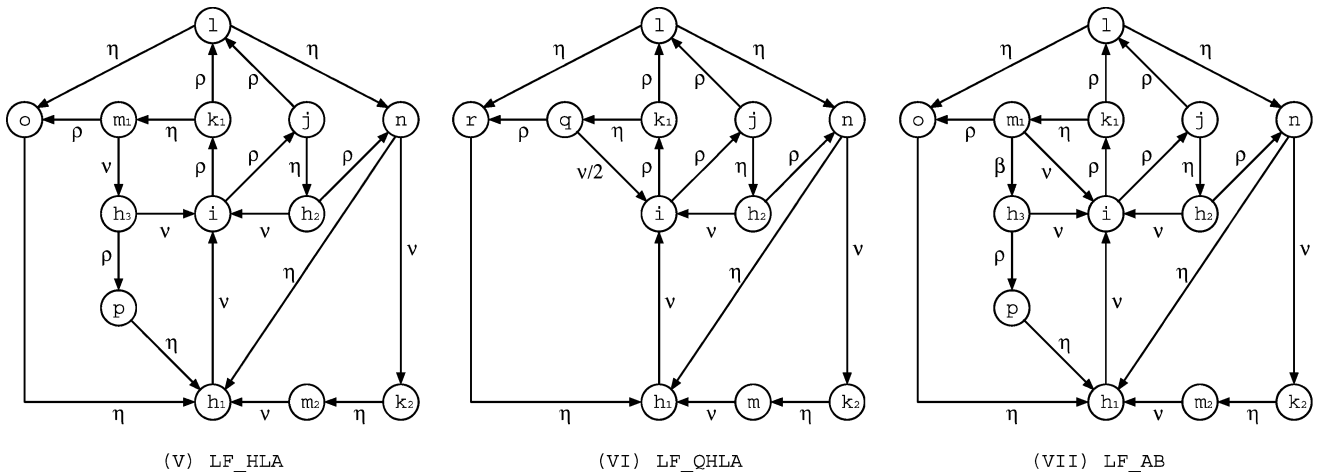 l l l
η η η η η η
ρ ρ ρ ρ ρ ρ
o m₁ k₁ j n r q k₁ j n o m₁ k₁ j n
ρ η ρ η ρ η
ν ρ ρ η ρ ν/2 ρ ρ η ρ β ν ρ ρ η ρ
h₃ i h₂ i h₂ h₃ i h₂
ν ν ν ν ν
ρ η ν ν η ν ρ η ν
p ν p ν
η η
h₁ m₂ k₂ h₁ m k₂ h₁ m₂ k₂
η ν η η ν η η ν η
(V) LF_HLA (VI) LF_QHLA (VII) LF_AB